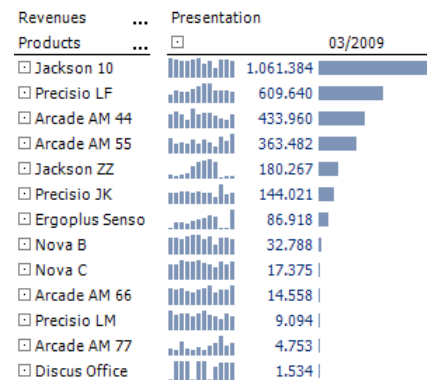 Revenues ... Presentation
Products ... 03/2009
Jackson 10 1.061.384
Precisio LF 609.640
Arcade AM 44 433.960
Arcade AM 55 363.482
Jackson ZZ 180.267
Precisio JK 144.021
Ergoplus Senso 86.918
Nova B 32.788
Nova C 17.375
Arcade AM 66 14.558
Precisio LM 9.094
Arcade AM 77 4.753
Discus Office 1.534